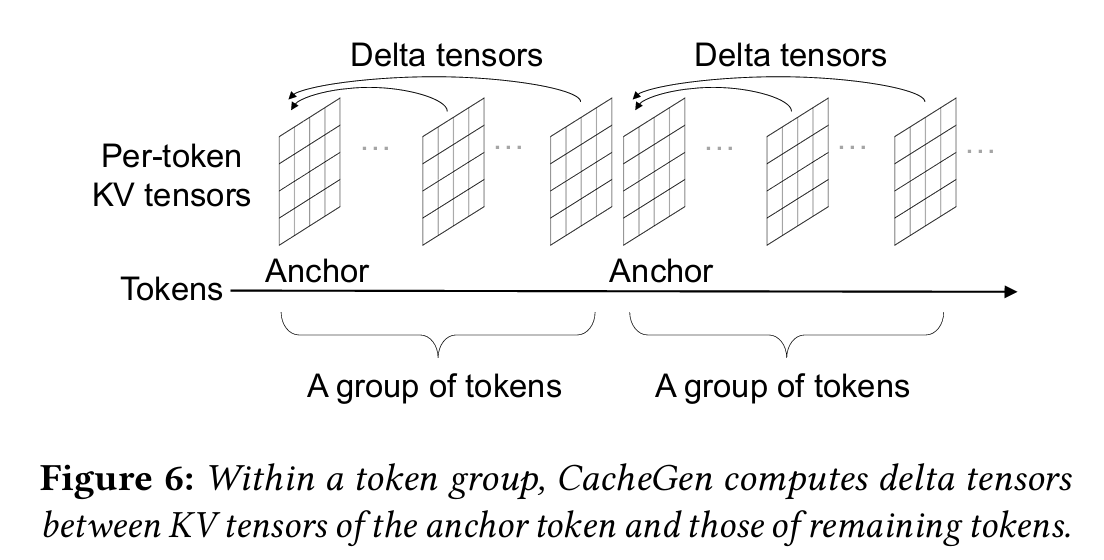 Delta tensors
Delta tensors
Per-token
KV tensors
...
...
...
...
...
Anchor
Anchor
Tokens
A group of tokens
A group of tokens
Figure 6: Within a token group, CacheGen computes delta tensors
between KV tensors of the anchor token and those of remaining tokens.